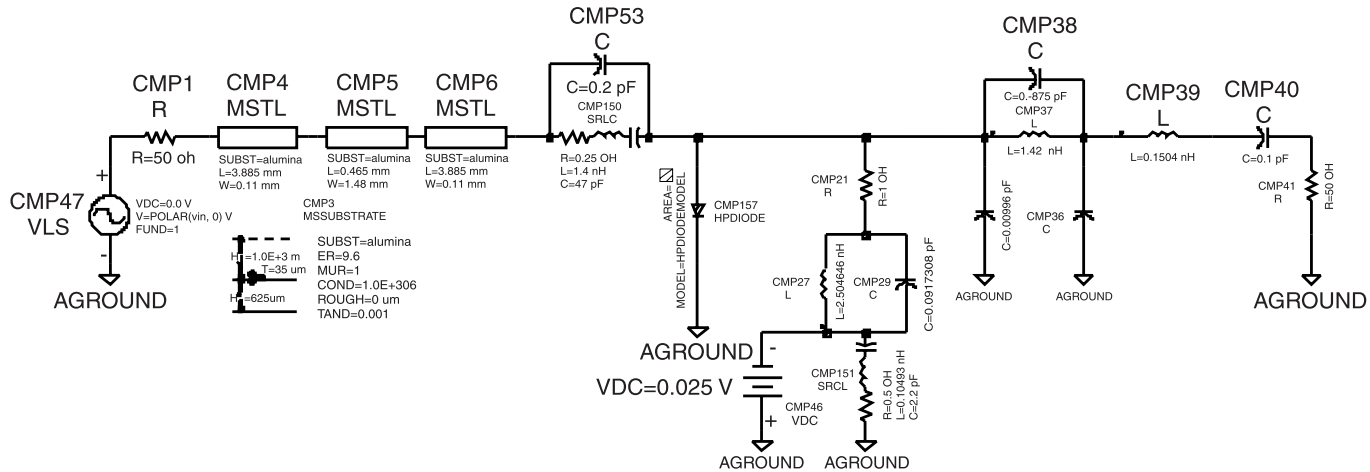 CMP53
C
C=0.2 pF
CMP38
C
C=0.-875 pF
CMP37
L
L=1.42 nH
CMP1
R
R=50 oh
CMP4
MSTL
SUBST=alumina
L=3.885 mm
W=0.11 mm
CMP5
MSTL
SUBST=alumina
L=0.465 mm
W=1.48 mm
CMP6
MSTL
SUBST=alumina
L=3.885 mm
W=0.11 mm
CMP150
SRLC
R=0.25 OH
L=1.4 nH
C=47 pF
CMP39
L
L=0.1504 nH
CMP40
C
C=0.1 pF
CMP41
R
R=50 OH
AGROUND
CMP47
VLS
+
-
VDC=0.0 V
V=POLAR(vin, 0) V
FUND=1
AGROUND
CMP3
MSSUBSTRATE
H =1.0E+3 m
T=35 um
H =625um
SUBST=alumina
ER=9.6
MUR=1
COND=1.0E+306
ROUGH=0 um
TAND=0.001
AREA=
MODEL=HPDIODEMODEL
CMP157
HPDIODE
AGROUND
CMP21
R
R=1 OH
CMP27
L
L=2.504646 nH
CMP29
C
C=0.0917308 pF
C=0.00996 pF
AGROUND
CMP36
C
AGROUND
VDC=0.025 V
-
+
CMP46
VDC
AGROUND
CMP151
SRCL
R=0.5 OH
L=0.10493 nH
C=2.2 pF
AGROUND